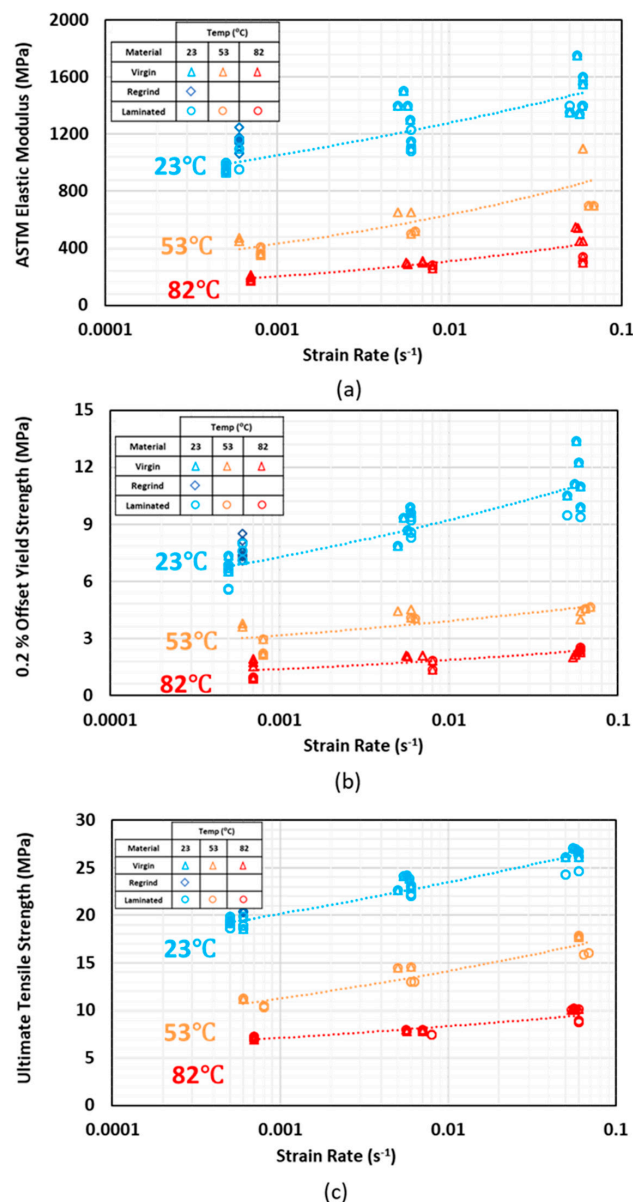 (a)
2000
1600
1200
800
400
0
ASTM Elastic Modulus (MPa)
Temp (°C)
Material 23 53 82
Virgin
Regrind
Laminated
23°C
53°C
82°C
0.0001 0.001 0.01 0.1
Strain Rate (s⁻¹)
(a)
15
12
9
6
3
0
0.2 % Offset Yield Strength (MPa)
Temp (°C)
Material 23 53 82
Virgin
Regrind
Laminated
23°C
53°C
82°C
0.0001 0.001 0.01 0.1
Strain Rate (s⁻¹)
(b)
30
25
20
15
10
5
0
Ultimate Tensile Strength (MPa)
Temp (°C)
Material 23 53 82
Virgin
Regrind
Laminated
23°C
53°C
82°C
0.0001 0.001 0.01 0.1
Strain Rate (s⁻¹)
(c)